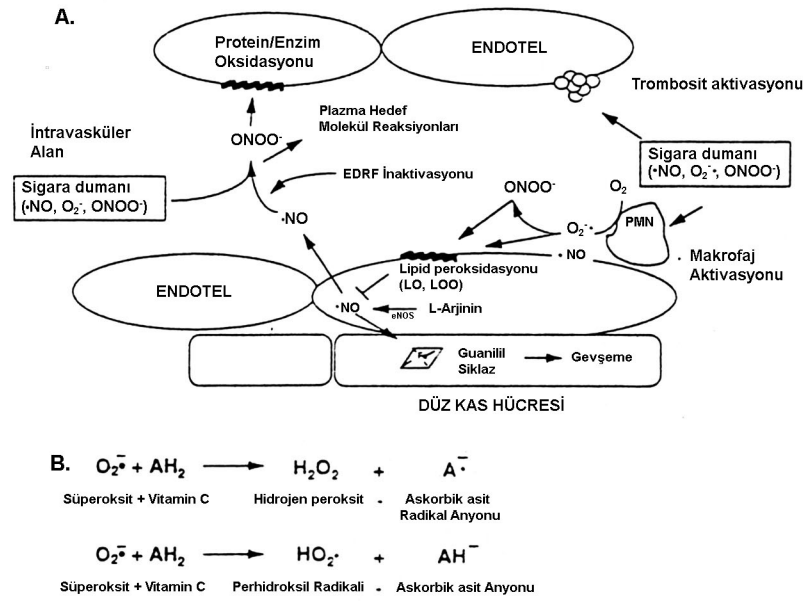 A.
Protein/Enzim
Oksidasyonu
ENDOTEL
Trombosit aktivasyonu
Plazma Hedef
Molekül Reaksiyonları
ONOO⁻
İntravasküler
Alan
Sigara dumanı
(•NO, O₂⁻, ONOO⁻)
EDRF İnaktivasyonu
•NO
Sigara dumanı
(•NO, O₂⁻•, ONOO⁻)
ONOO⁻
O₂
O₂⁻•
PMN
• NO
Makrofaj
Aktivasyonu
Lipid peroksidasyonu
(LO, LOO)
ENDOTEL
•NO
eNOS
L-Arjinin
Guanilil
Siklaz
Gevşeme
DÜZ KAS HÜCRESİ
B.
O₂⁻• + AH₂ → H₂O₂ + A⁻•
Süperoksit + Vitamin C Hidrojen peroksit • Askorbik asit
Radikal Anyonu
O₂⁻• + AH₂ → HO₂• + AH⁻
Süperoksit + Vitamin C Perhidroksil Radikali • Askorbik asit Anyonu